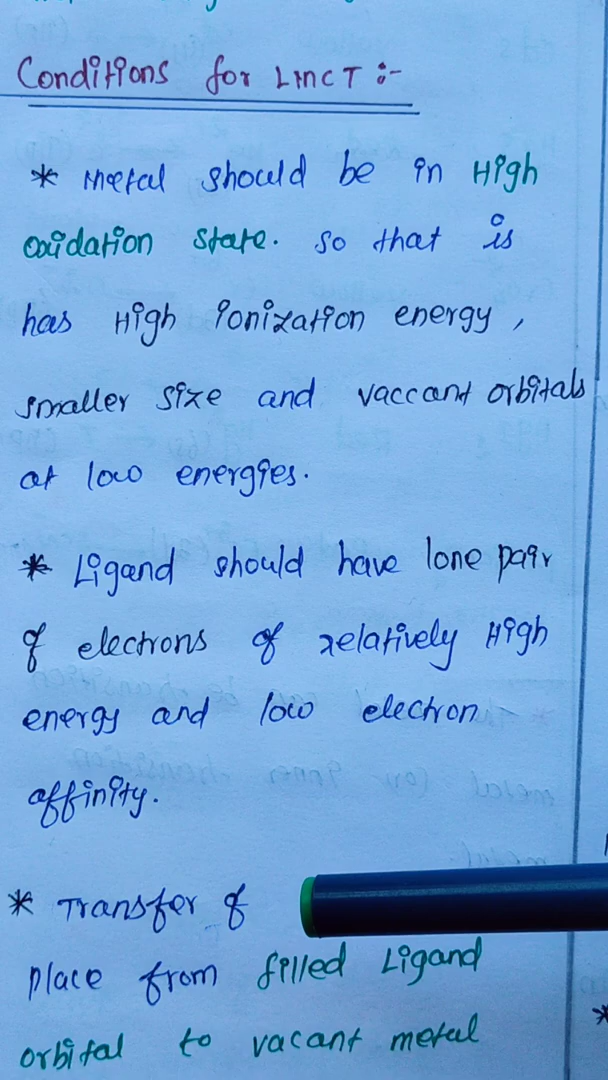 Conditions for LMCT :-
* Metal should be in High
oxidation state. so that is
has High ionization energy ,
smaller size and vaccant orbitals
at low energies.
* Ligand should have lone pair
of electrons of relatively High
energy and low electron
affinity.
* Transfer of
place from filled Ligand
orbital to vacant metal